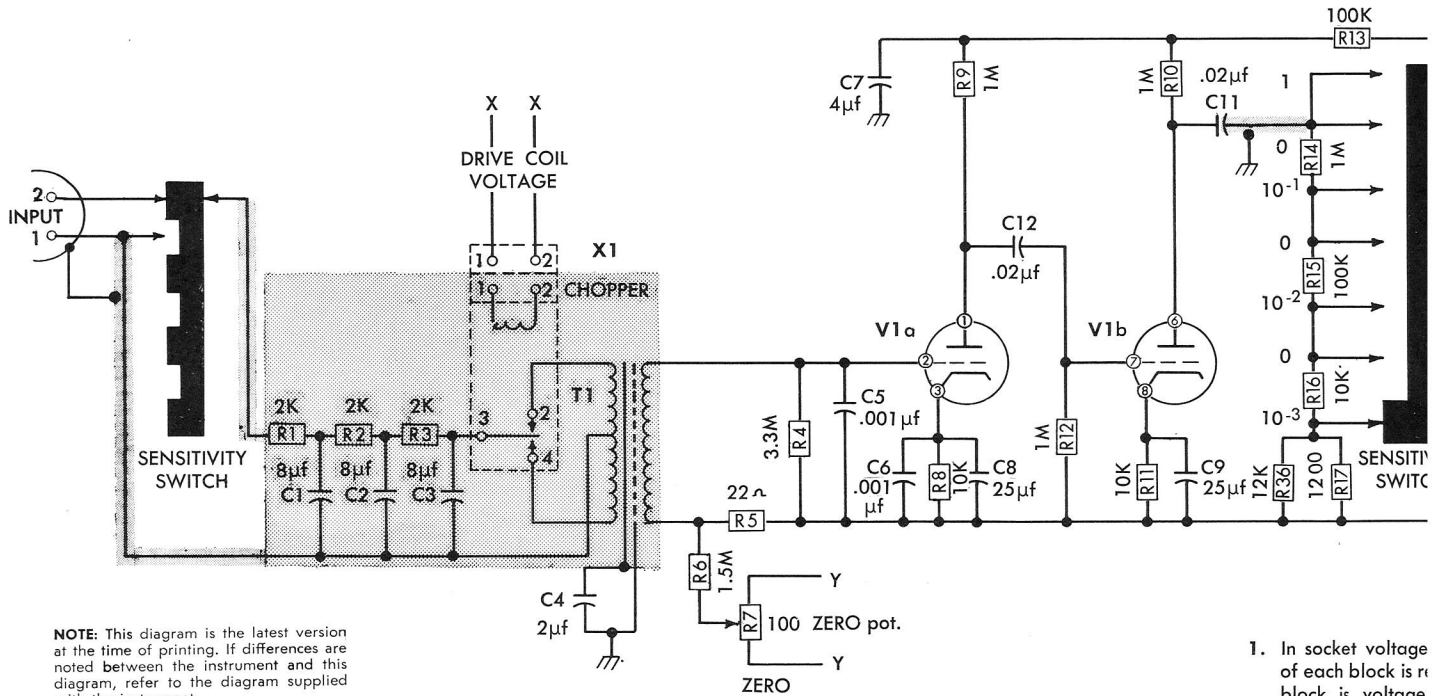 100K
R13
C7
4µf
R9
1M
R10
1M
.02µf
C11
1
0
R14
1M
10-1
0
R15
100K
10-2
0
R16
10K
10-3
X X
DRIVE COIL
VOLTAGE
2
INPUT
1
1 2
X1
1 2
CHOPPER
C12
.02µf
V1a
1
2
3
V1b
6
7
8
T1
2K 2K 2K
R1 R2 R3
3
2
4
8µf 8µf 8µf
C1 C2 C3
SENSITIVITY
SWITCH
3.3M
R4
C5
.001µf
C6
.001
µf
R8
10K
C8
25µf
1M
R12
10K
R11
C9
25µf
12K
R36
1200
R17
22Ω
R5
R6
1.5M
C4
2µf
Y
R7
100 ZERO pot.
Y
ZERO
NOTE: This diagram is the latest version
at the time of printing. If differences are
noted between the instrument and this
diagram, refer to the diagram supplied
1. In socket voltage
of each block is
block is voltage